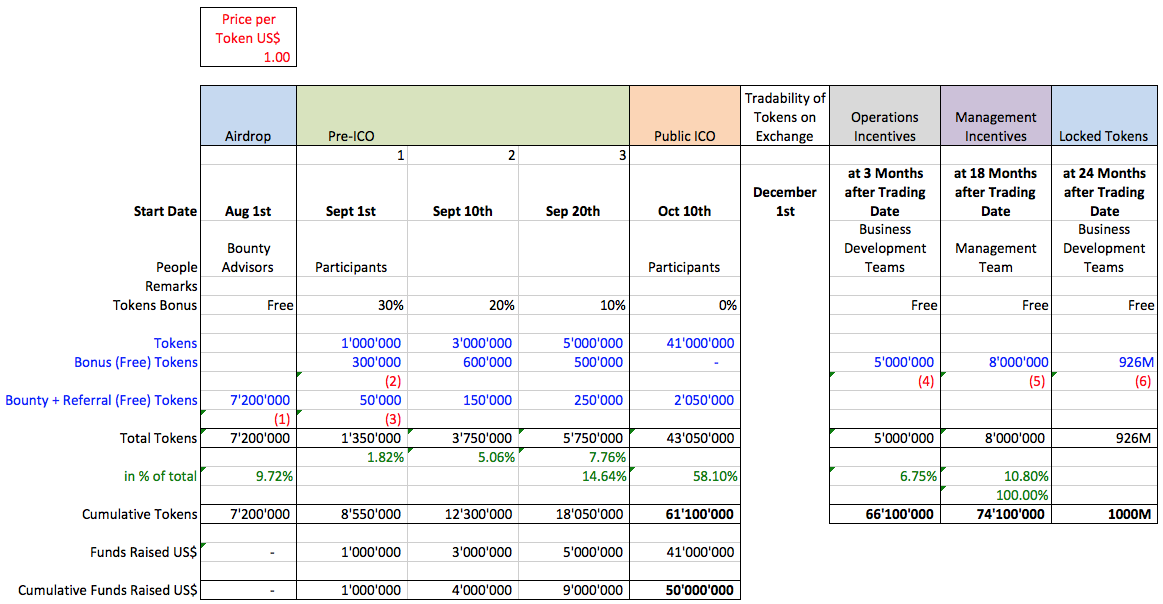 Price per
Token US$
1.00
Airdrop Pre-ICO Public ICO Tradability of Tokens on Exchange Operations Incentives Management Incentives Locked Tokens
1 2 3
Start Date Aug 1st Sept 1st Sept 10th Sep 20th Oct 10th December 1st at 3 Months after Trading Date at 18 Months after Trading Date at 24 Months after Trading Date
People Bounty Advisors Participants Participants Business Development Teams Management Team Business Development Teams
Remarks
Tokens Bonus Free 30% 20% 10% 0% Free Free Free
Tokens 1'000'000 3'000'000 5'000'000 41'000'000
Bonus (Free) Tokens 300'000 600'000 500'000 - 5'000'000 8'000'000 926M
(2) (4) (5) (6)
Bounty + Referral (Free) Tokens 7'200'000 50'000 150'000 250'000 2'050'000
(1) (3)
Total Tokens 7'200'000 1'350'000 3'750'000 5'750'000 43'050'000 5'000'000 8'000'000 926M
1.82% 5.06% 7.76%
in % of total 9.72% 14.64% 58.10% 6.75% 10.80%
100.00%
Cumulative Tokens 7'200'000 8'550'000 12'300'000 18'050'000 61'100'000 66'100'000 74'100'000 1000M
Funds Raised US$ - 1'000'000 3'000'000 5'000'000 41'000'000
Cumulative Funds Raised US$ - 1'000'000 4'000'000 9'000'000 50'000'000